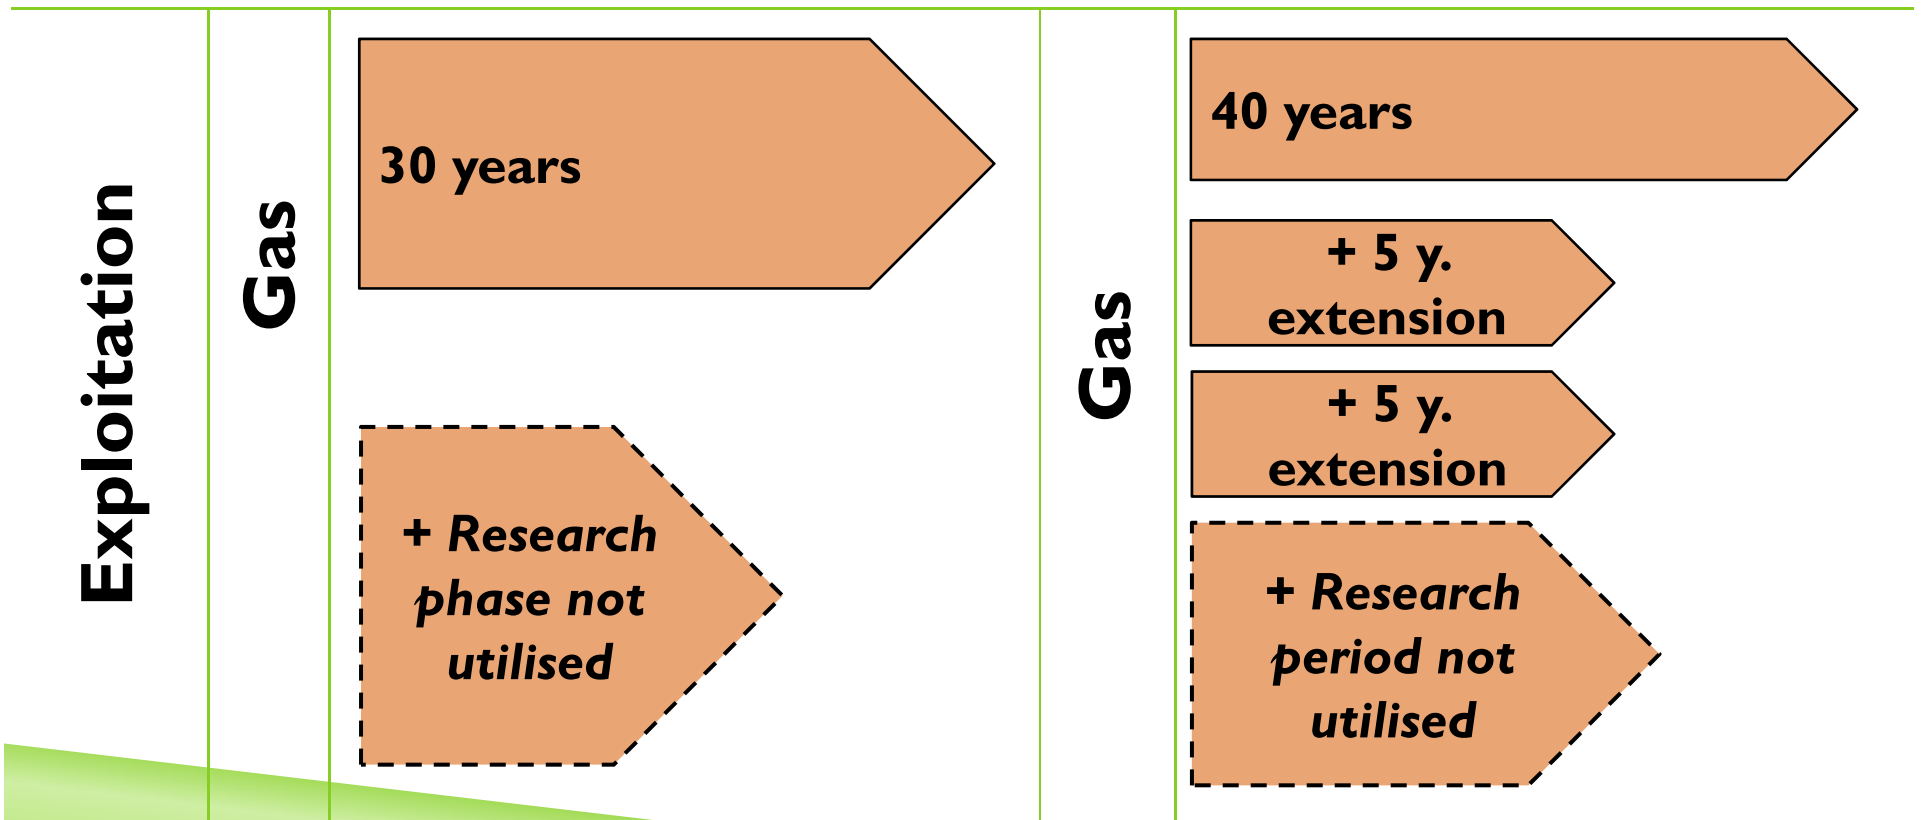 Exploitation
Gas
30 years
+ Research
phase not
utilised
Gas
40 years
+ 5 y.
extension
+ 5 y.
extension
+ Research
period not
utilised